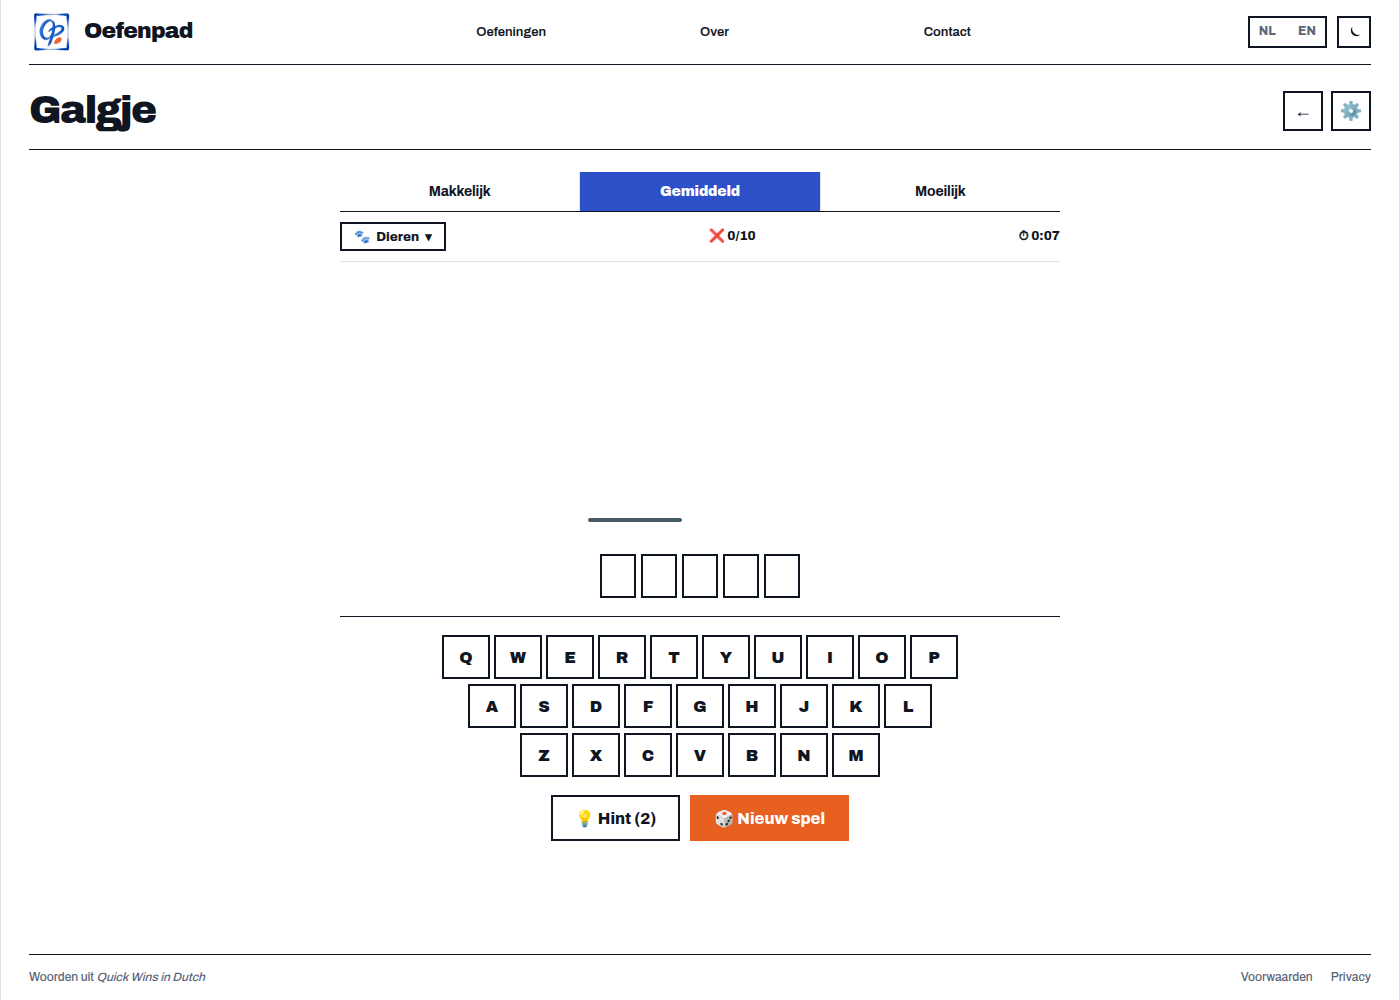 Oefenpad
Oefeningen
Over
Contact
NL EN
Galgje
←
Makkelijk
Gemiddeld
Moeilijk
Dieren ▼
0/10
0:07
Q W E R T Y U I O P
A S D F G H J K L
Z X C V B N M
Hint (2)
Nieuw spel
Woorden uit Quick Wins in Dutch
Voorwaarden
Privacy